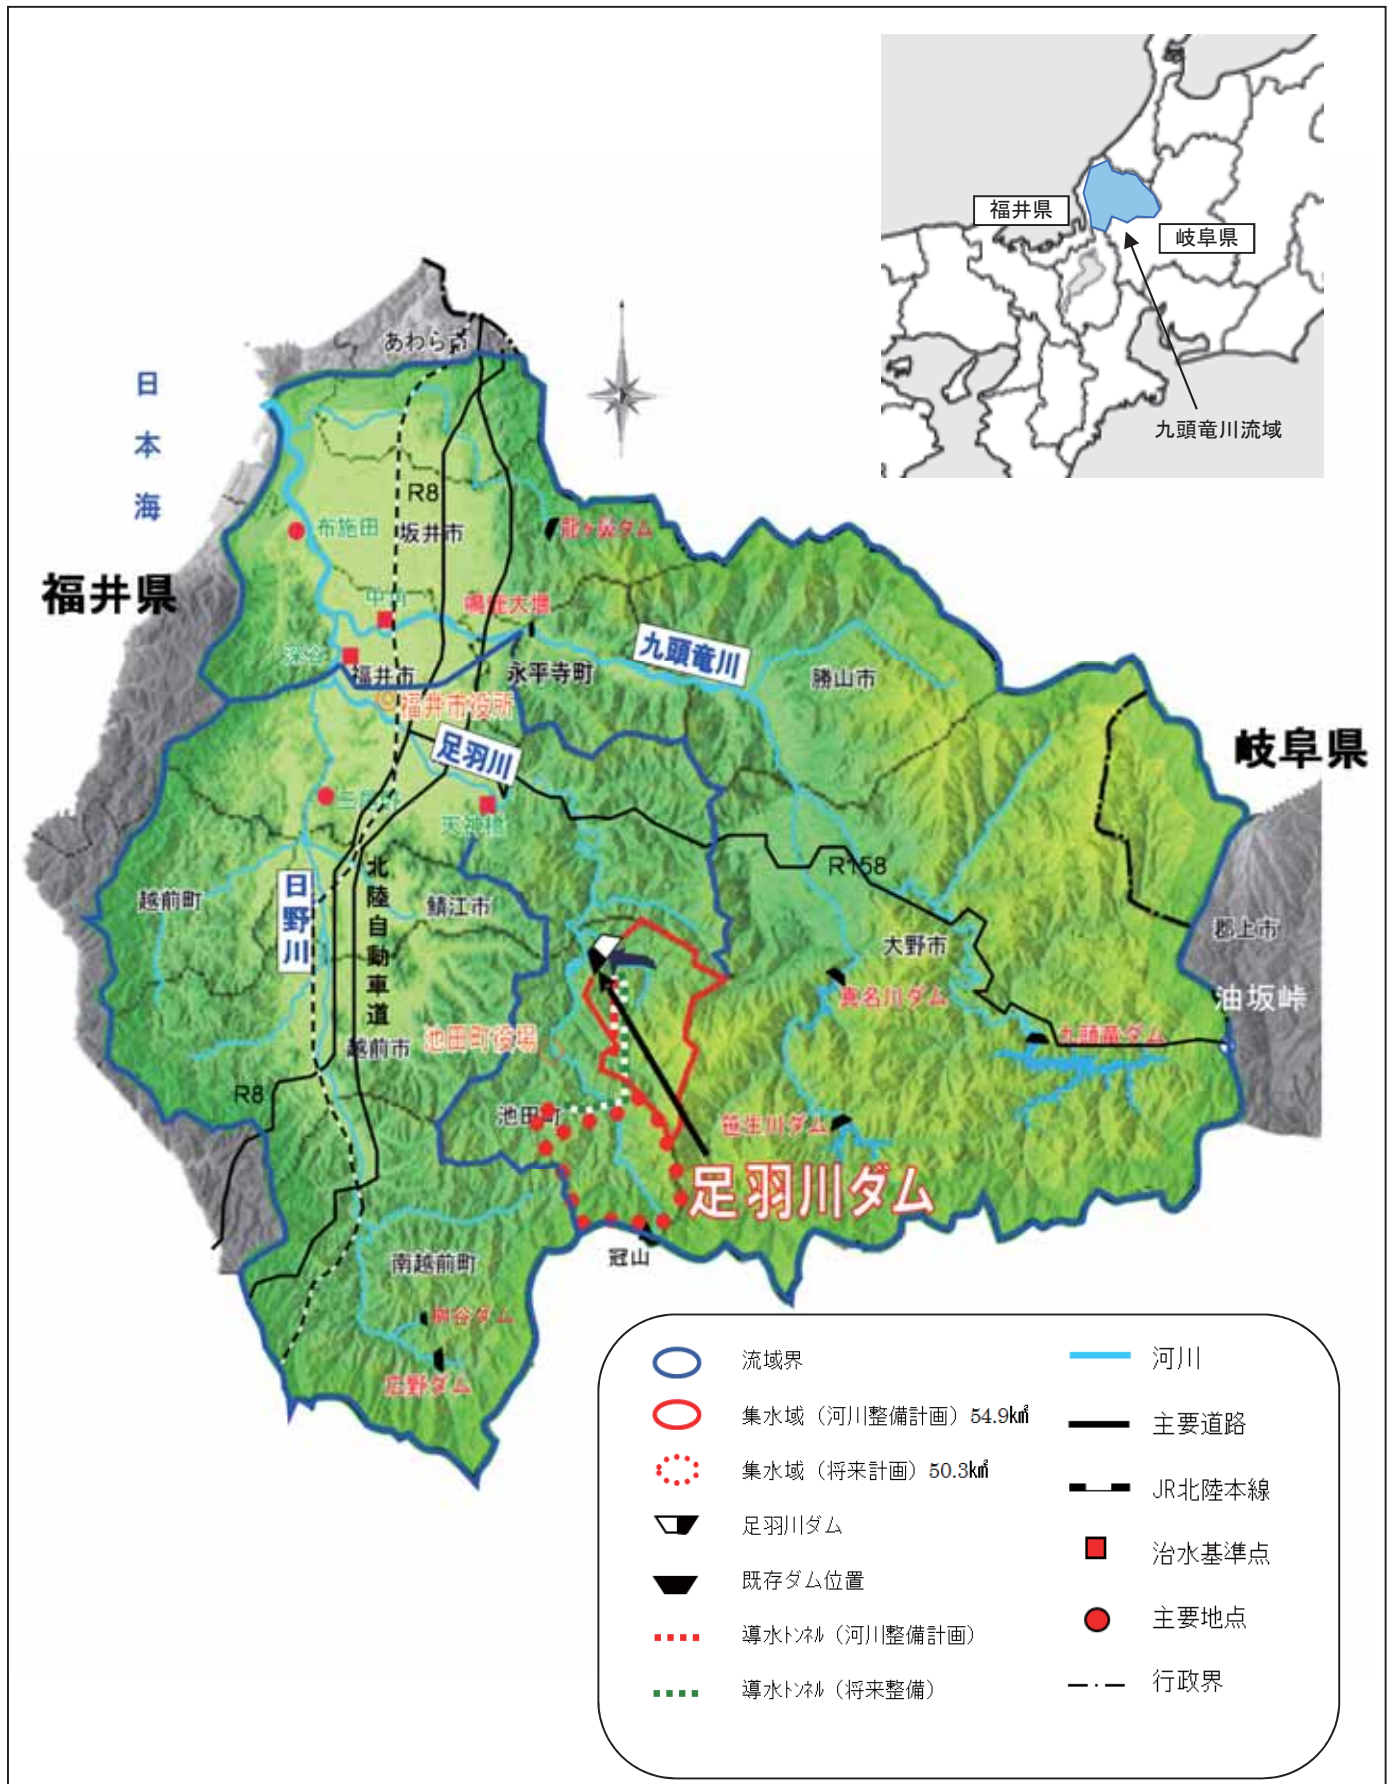 福井県
岐阜県
九頭竜川流域
あわら市
日本海
R8
布施田
坂井市
龍ヶ鼻ダム
福井県
中角
鳴鹿大堰
九頭竜川
深谷
福井市
永平寺町
勝山市
福井市役所
足羽川
岐阜県
三尾野
天神橋
R158
北陸自動車道
日野川
越前町
鯖江市
郡上市
大野市
真名川ダム
油坂峠
池田町役場
越前市
九頭竜ダム
R8
池田町
笹生川ダム
足羽川ダム
冠山
南越前町
桝谷ダム
広野ダム
流域界
集水域（河川整備計画）54.9k㎡
集水域（将来計画）50.3k㎡
足羽川ダム
既存ダム位置
導水ﾄﾝﾈﾙ（河川整備計画）
導水ﾄﾝﾈﾙ（将来整備）
河川
主要道路
JR北陸本線
治水基準点
主要地点
行政界